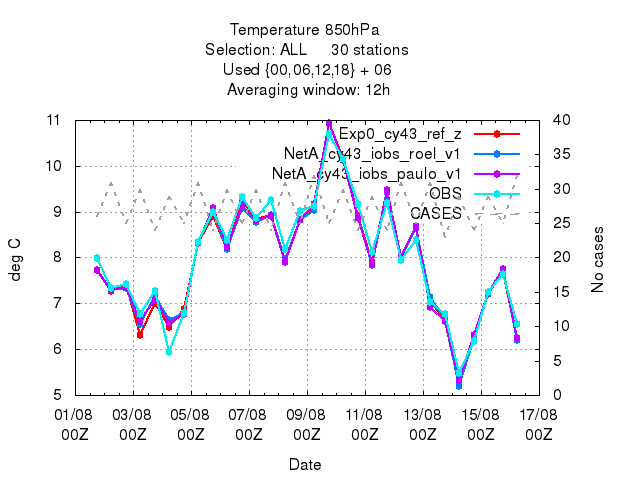 Temperature 850hPa
Selection: ALL 30 stations
Used {00,06,12,18} + 06
Averaging window: 12h
11
10
9
8
7
6
5
deg C
40
35
30
25
20
15
10
5
0
No cases
Exp0_cy43_ref_z
NetA_cy43_iobs_roel_v1
NetA_cy43_iobs_paulo_v1
OBS
CASES
01/08 03/08 05/08 07/08 09/08 11/08 13/08 15/08 17/08
00Z 00Z 00Z 00Z 00Z 00Z 00Z 00Z 00Z
Date